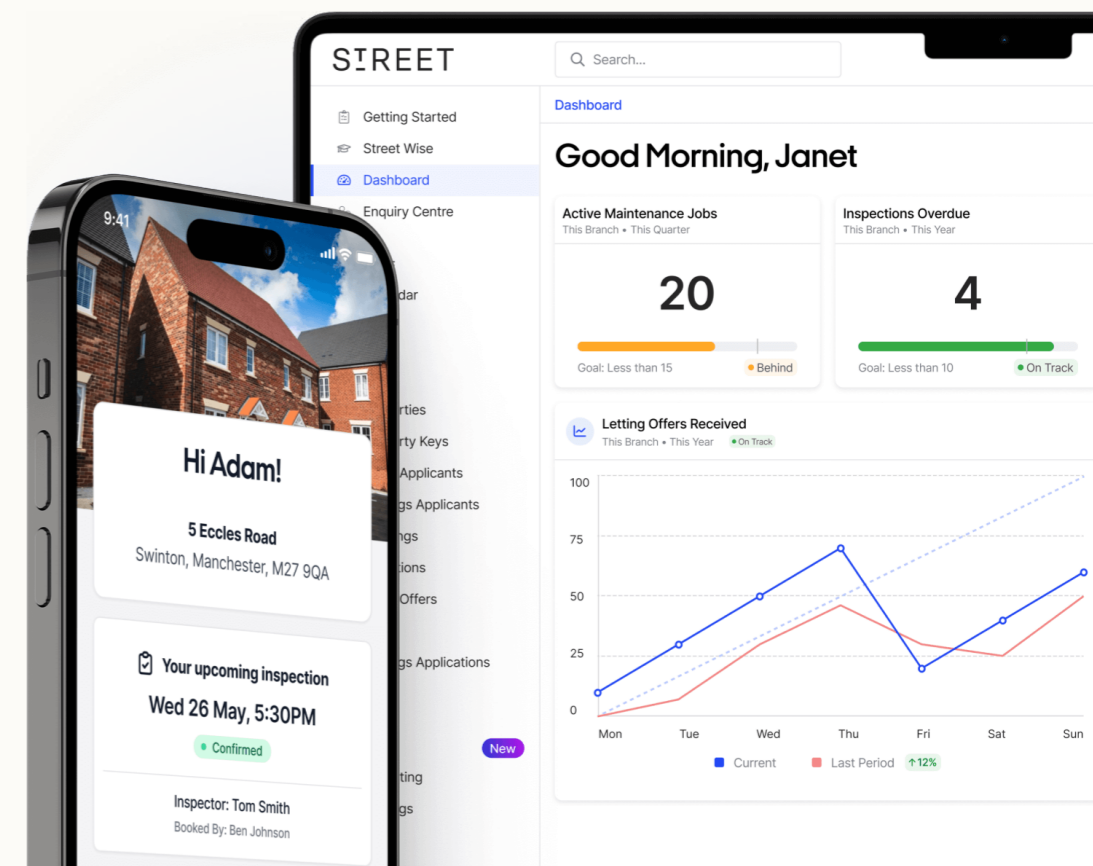 STREET
Search...
Getting Started
Street Wise
Dashboard
Enquiry Centre
dar
rties
rty Keys
Applicants
gs Applicants
ngs
tions
Offers
gs Applications
New
ting
gs
Dashboard
Good Morning, Janet
Active Maintenance Jobs
This Branch • This Quarter
20
Goal: Less than 15
Behind
Inspections Overdue
This Branch • This Year
4
Goal: Less than 10
On Track
Letting Offers Received
This Branch • This Year
On Track
100
75
50
25
0
Mon Tue Wed Thu Fri Sat Sun
Current Last Period ↑12%
9:41
Hi Adam!
5 Eccles Road
Swinton, Manchester, M27 9QA
Your upcoming inspection
Wed 26 May, 5:30PM
Confirmed
Inspector: Tom Smith
Booked By: Ben Johnson